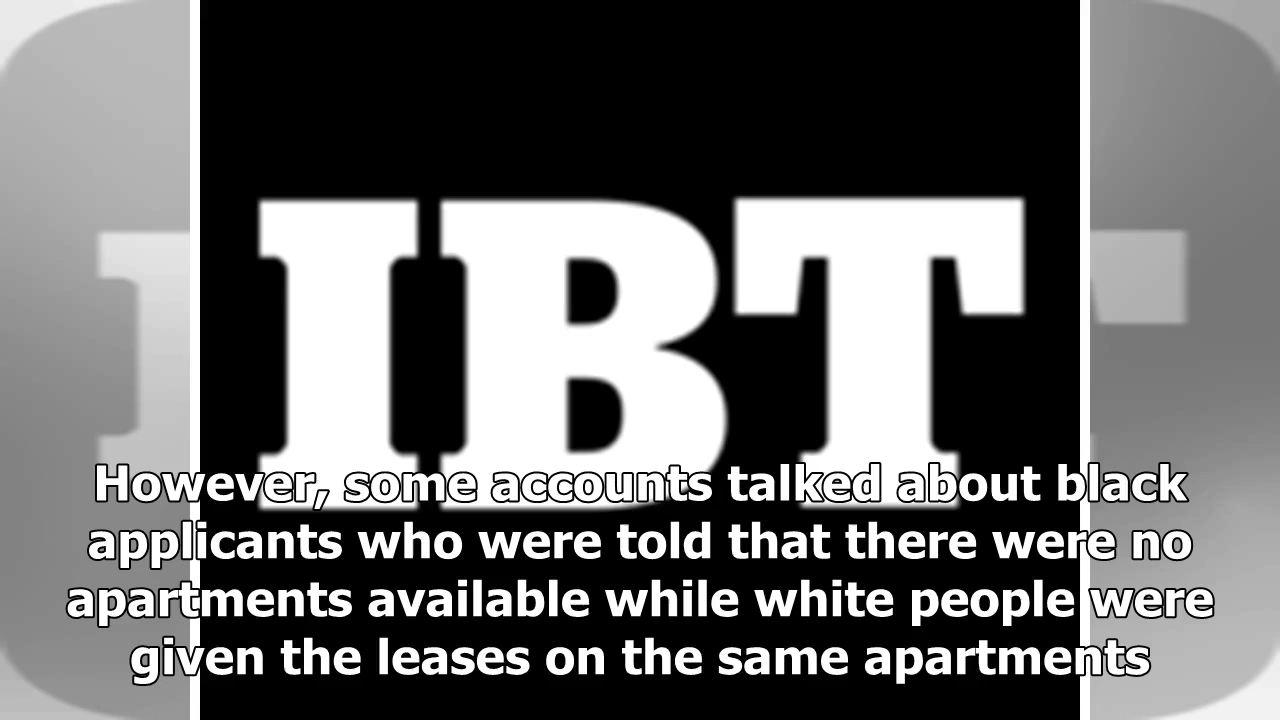 IBT
However, some accounts talked about black
applicants who were told that there were no
apartments available while white people were
given the leases on the same apartments